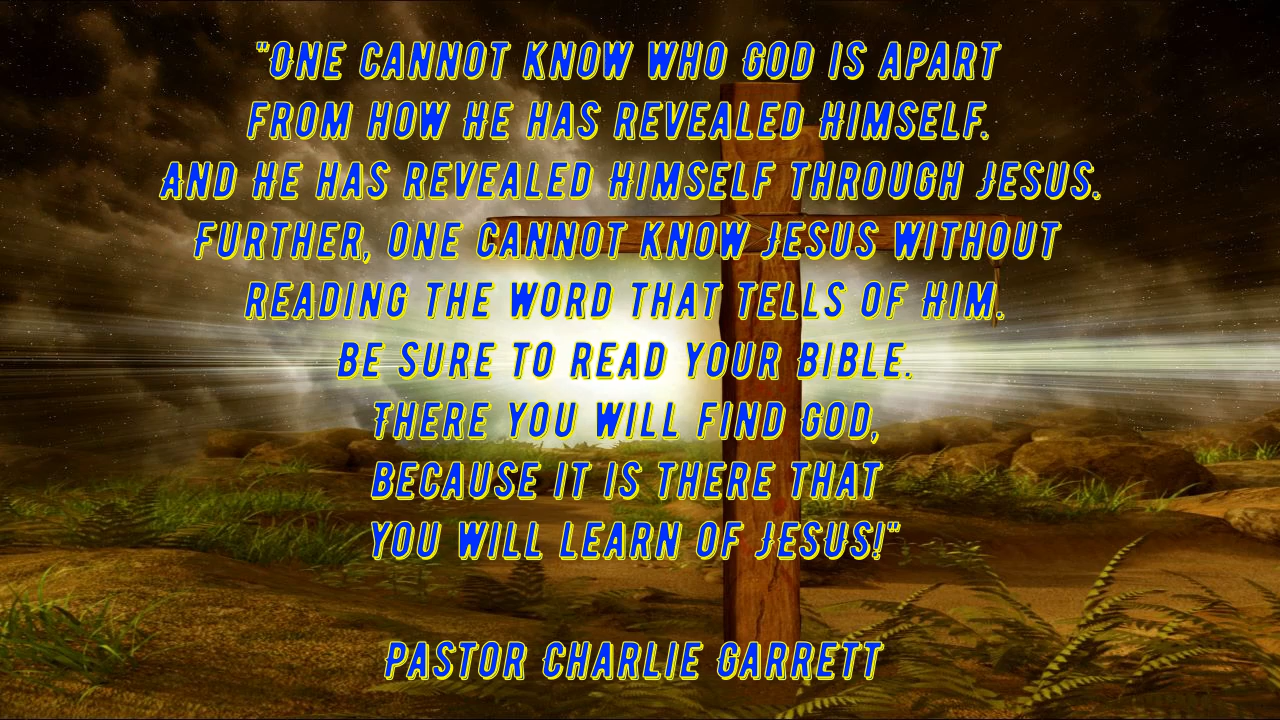 "One cannot know who God is apart
from how He has revealed Himself.
And He has revealed Himself through Jesus.
Further, one cannot know Jesus without
reading the Word that tells of Him.
Be sure to read your Bible.
There you will find God,
because it is there that
you will learn of Jesus!"
Pastor Charlie Garrett